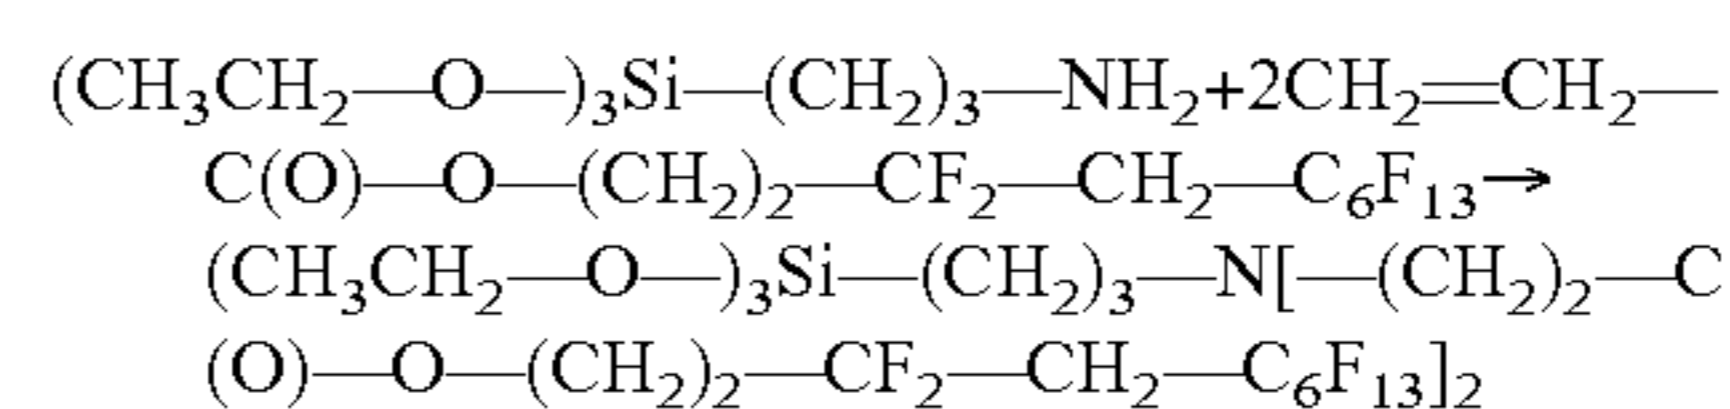 (CH₃CH₂—O—)₃Si—(CH₂)₃—NH₂+2CH₂=CH₂—
C(O)—O—(CH₂)₂—CF₂—CH₂—C₆F₁₃→
(CH₃CH₂—O—)₃Si—(CH₂)₃—N[—(CH₂)₂—C
(O)—O—(CH₂)₂—CF₂—CH₂—C₆F₁₃]₂